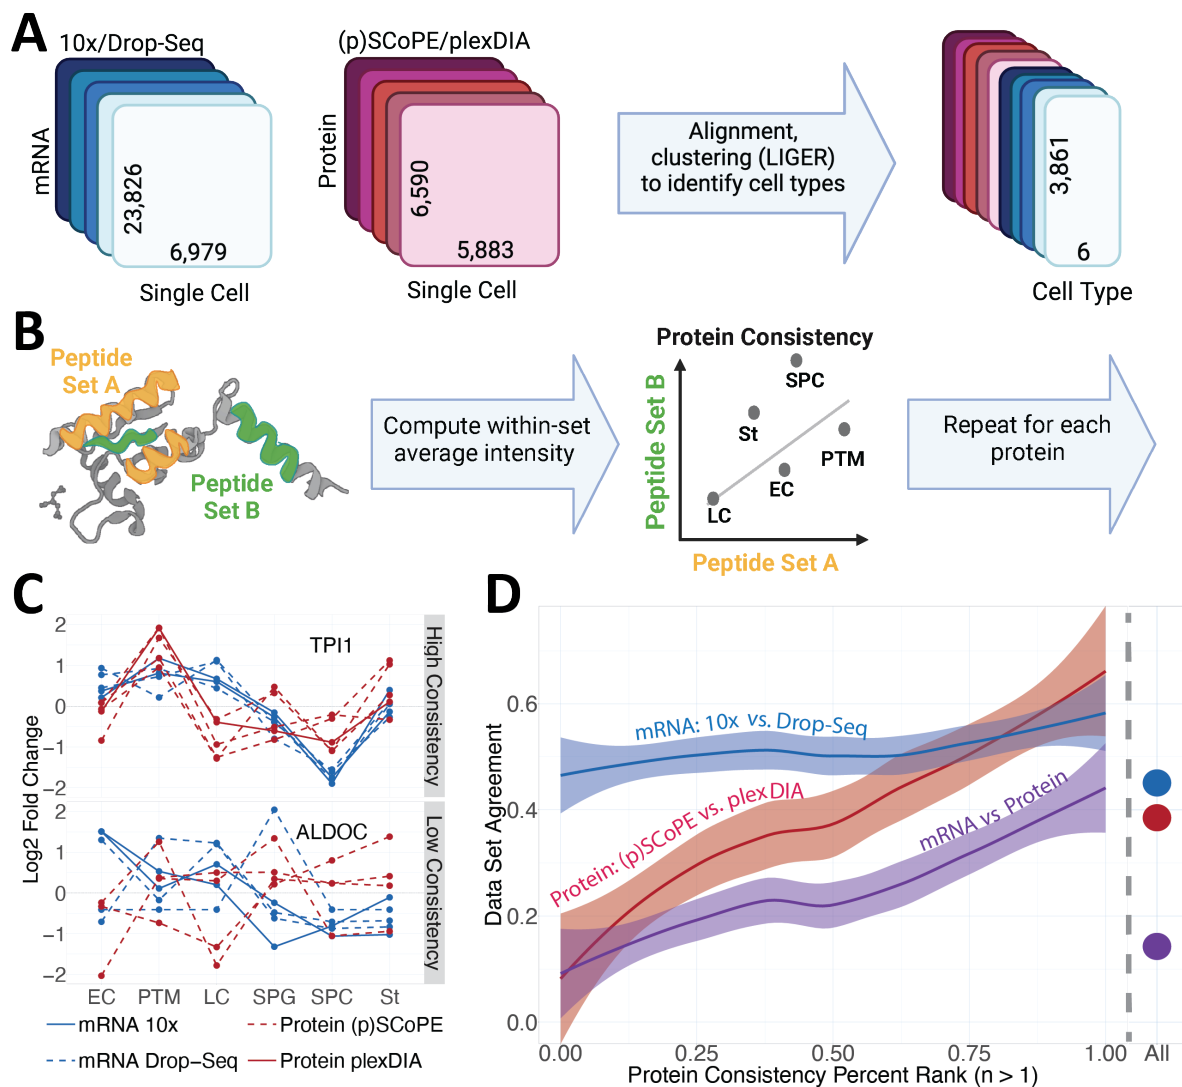 A
10x/Drop-Seq
(p)SCoPE/plexDIA
mRNA
23,826
6,979
Single Cell
Protein
6,590
5,883
Single Cell
Alignment,
clustering (LIGER)
to identify cell types
3,861
6
Cell Type
B
Peptide
Set A
Peptide
Set B
Compute within-set
average intensity
Protein Consistency
Peptide Set B
SPC
St
PTM
EC
LC
Peptide Set A
Repeat for each
protein
C
Log2 Fold Change
2
1
0
−1
−2
TPI1
High Consistency
2
1
0
−1
−2
ALDOC
Low Consistency
EC PTM LC SPG SPC St
mRNA 10x
Protein (p)SCoPE
mRNA Drop−Seq
Protein plexDIA
D
Data Set Agreement
0.6
0.4
0.2
0.0
mRNA: 10x vs. Drop-Seq
Protein: (p)SCoPE vs. plexDIA
mRNA vs Protein
0.00 0.25 0.50 0.75 1.00 All
Protein Consistency Percent Rank (n > 1)